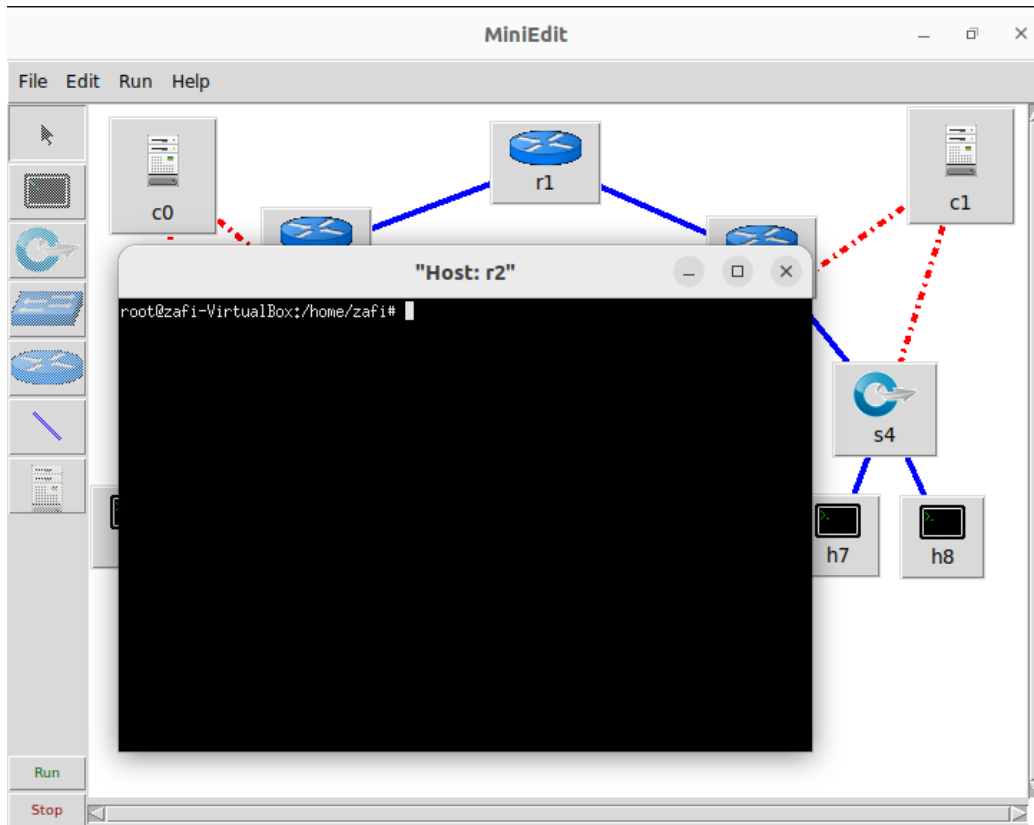 MiniEdit
File Edit Run Help
r1
c0
c1
"Host: r2"
root@zafi-VirtualBox:/home/zafi#
s4
h7
h8
Run
Stop